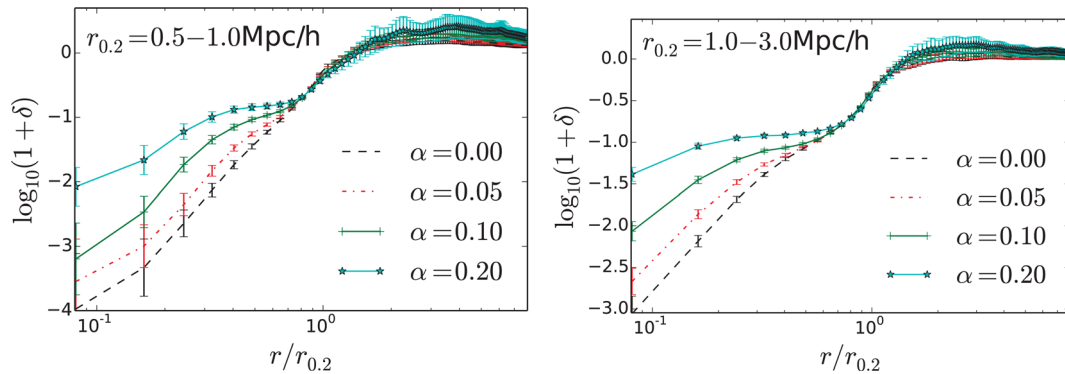 r₀.₂ = 0.5−1.0Mpc/h
log₁₀(1+δ)
0.0
−1
−2
−3
−4
α=0.00
α=0.05
α=0.10
α=0.20
10⁻¹
10⁰
r/r₀.₂
r₀.₂ = 1.0−3.0Mpc/h
log₁₀(1+δ)
0.0
−0.5
−1.0
−1.5
−2.0
−2.5
−3.0
α=0.00
α=0.05
α=0.10
α=0.20
10⁻¹
10⁰
r/r₀.₂